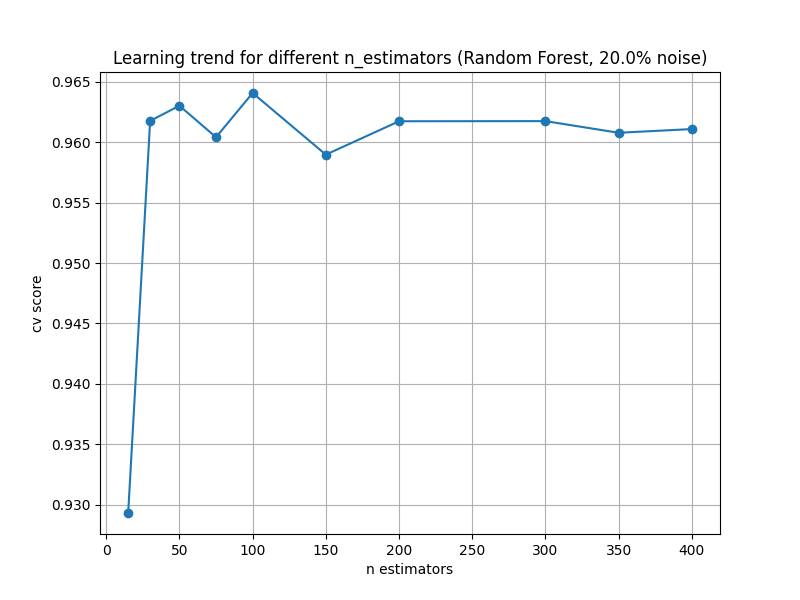 Learning trend for different n_estimators (Random Forest, 20.0% noise)
0.965
0.960
0.955
0.950
0.945
0.940
0.935
0.930
cv score
0 50 100 150 200 250 300 350 400
n estimators